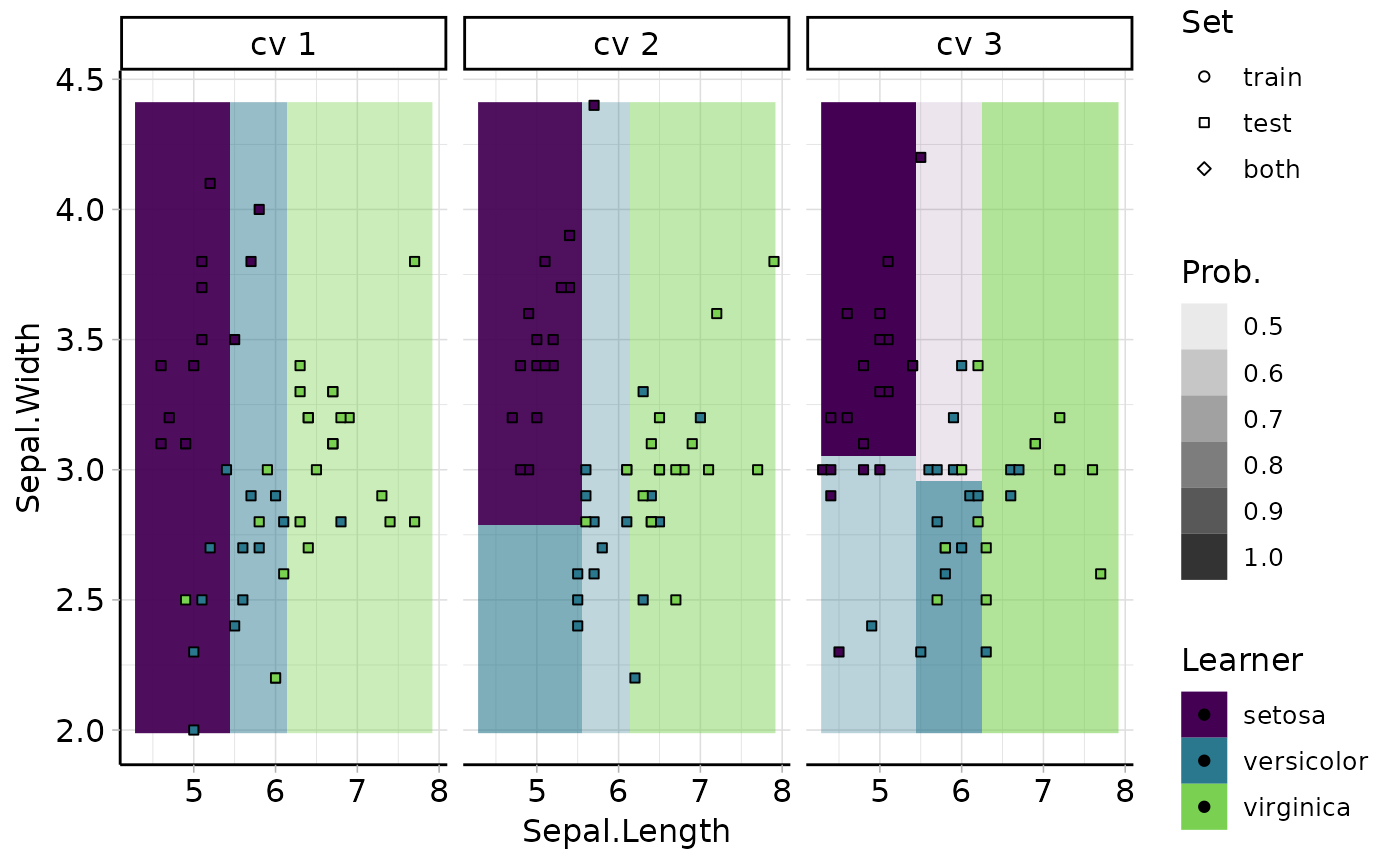 cv 1
cv 2
cv 3
4.5
4.0
3.5
3.0
2.5
2.0
Sepal.Width
5 6 7 8
5 6 7 8
5 6 7 8
Sepal.Length
Set
train
test
both
Prob.
0.5
0.6
0.7
0.8
0.9
1.0
Learner
setosa
versicolor
virginica